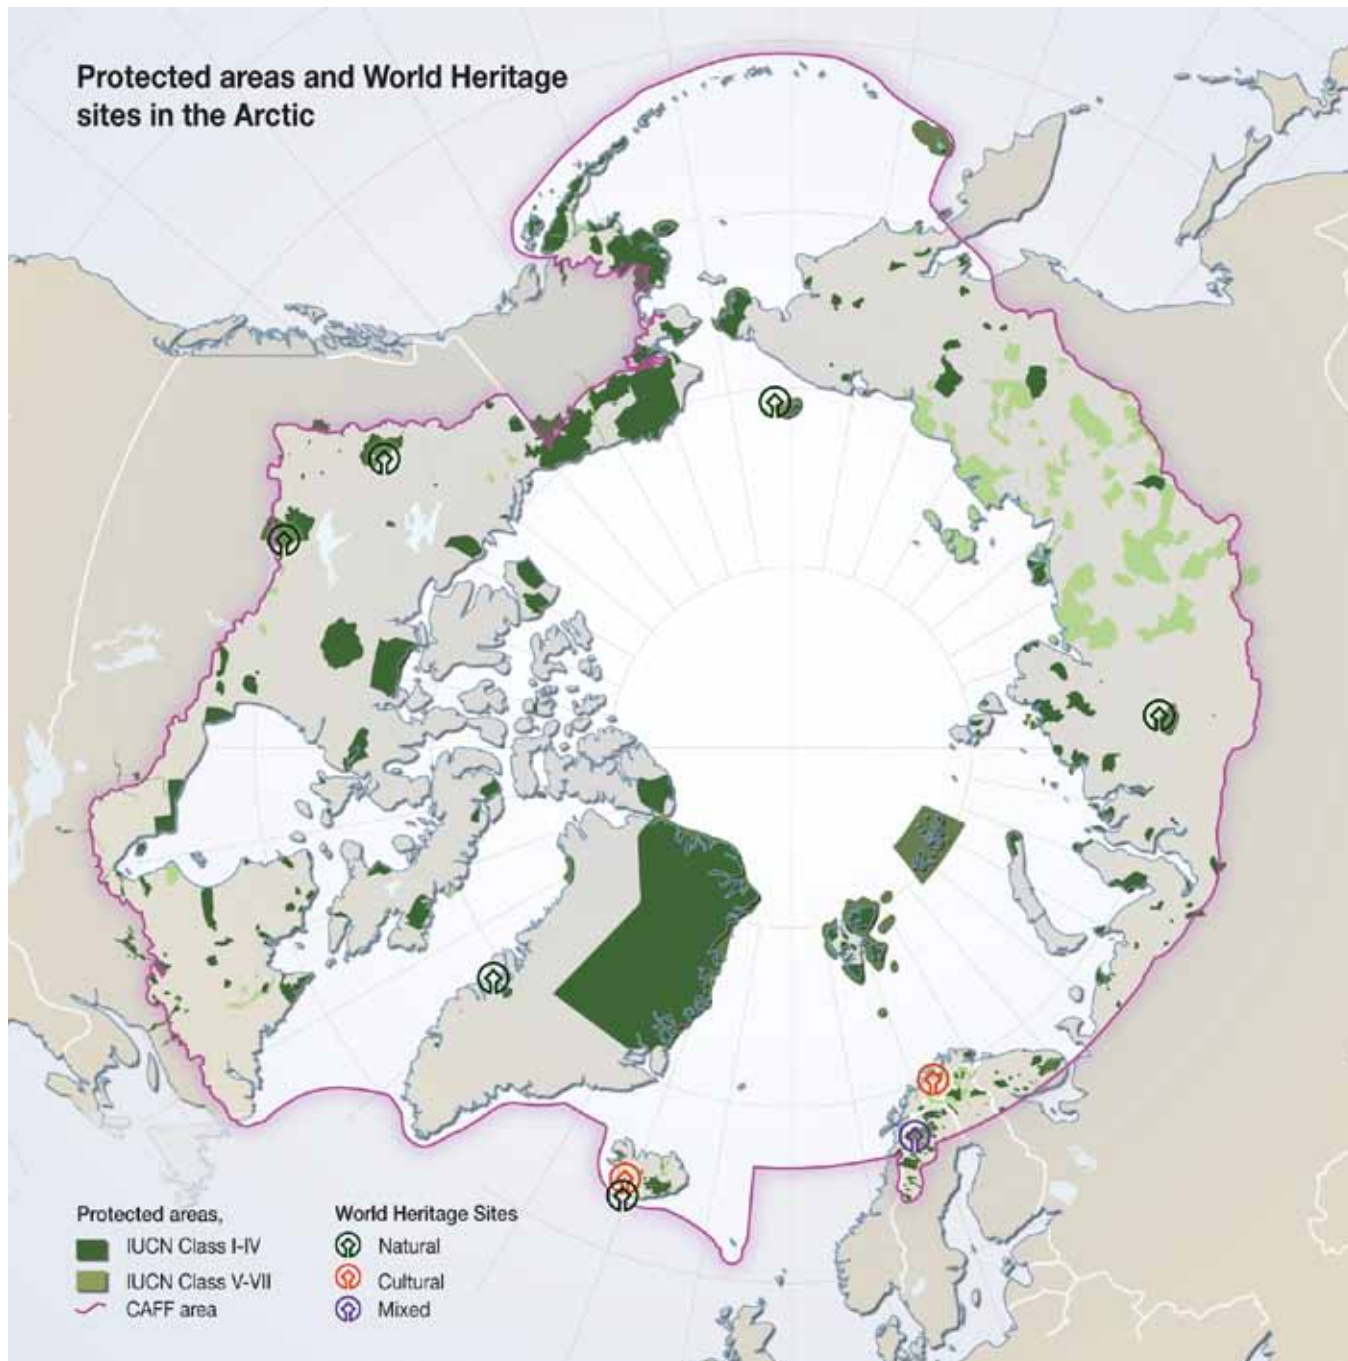 Protected areas and World Heritage
sites in the Arctic
Protected areas,
IUCN Class I-IV
IUCN Class V-VII
CAFF area
World Heritage Sites
Natural
Cultural
Mixed